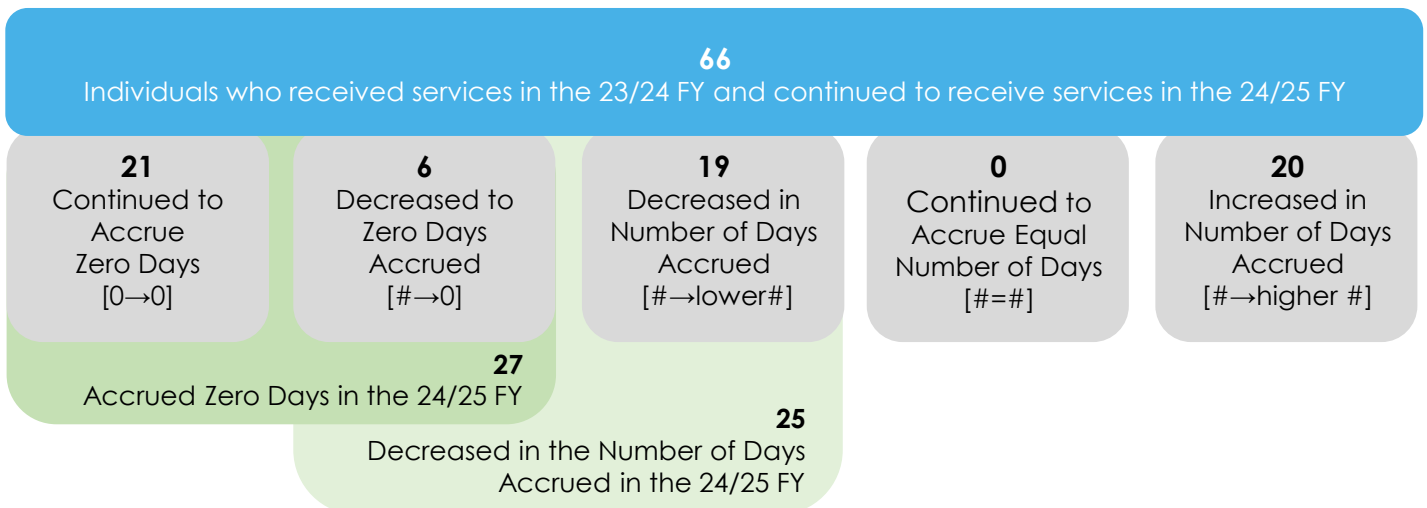 66
Individuals who received services in the 23/24 FY and continued to receive services in the 24/25 FY
21
Continued to
Accrue
Zero Days
[0→0]
6
Decreased to
Zero Days
Accrued
[#→0]
19
Decreased in
Number of Days
Accrued
[#→lower#]
0
Continued to
Accrue Equal
Number of Days
[#=#]
20
Increased in
Number of Days
Accrued
[#→higher #]
27
Accrued Zero Days in the 24/25 FY
25
Decreased in the Number of Days
Accrued in the 24/25 FY